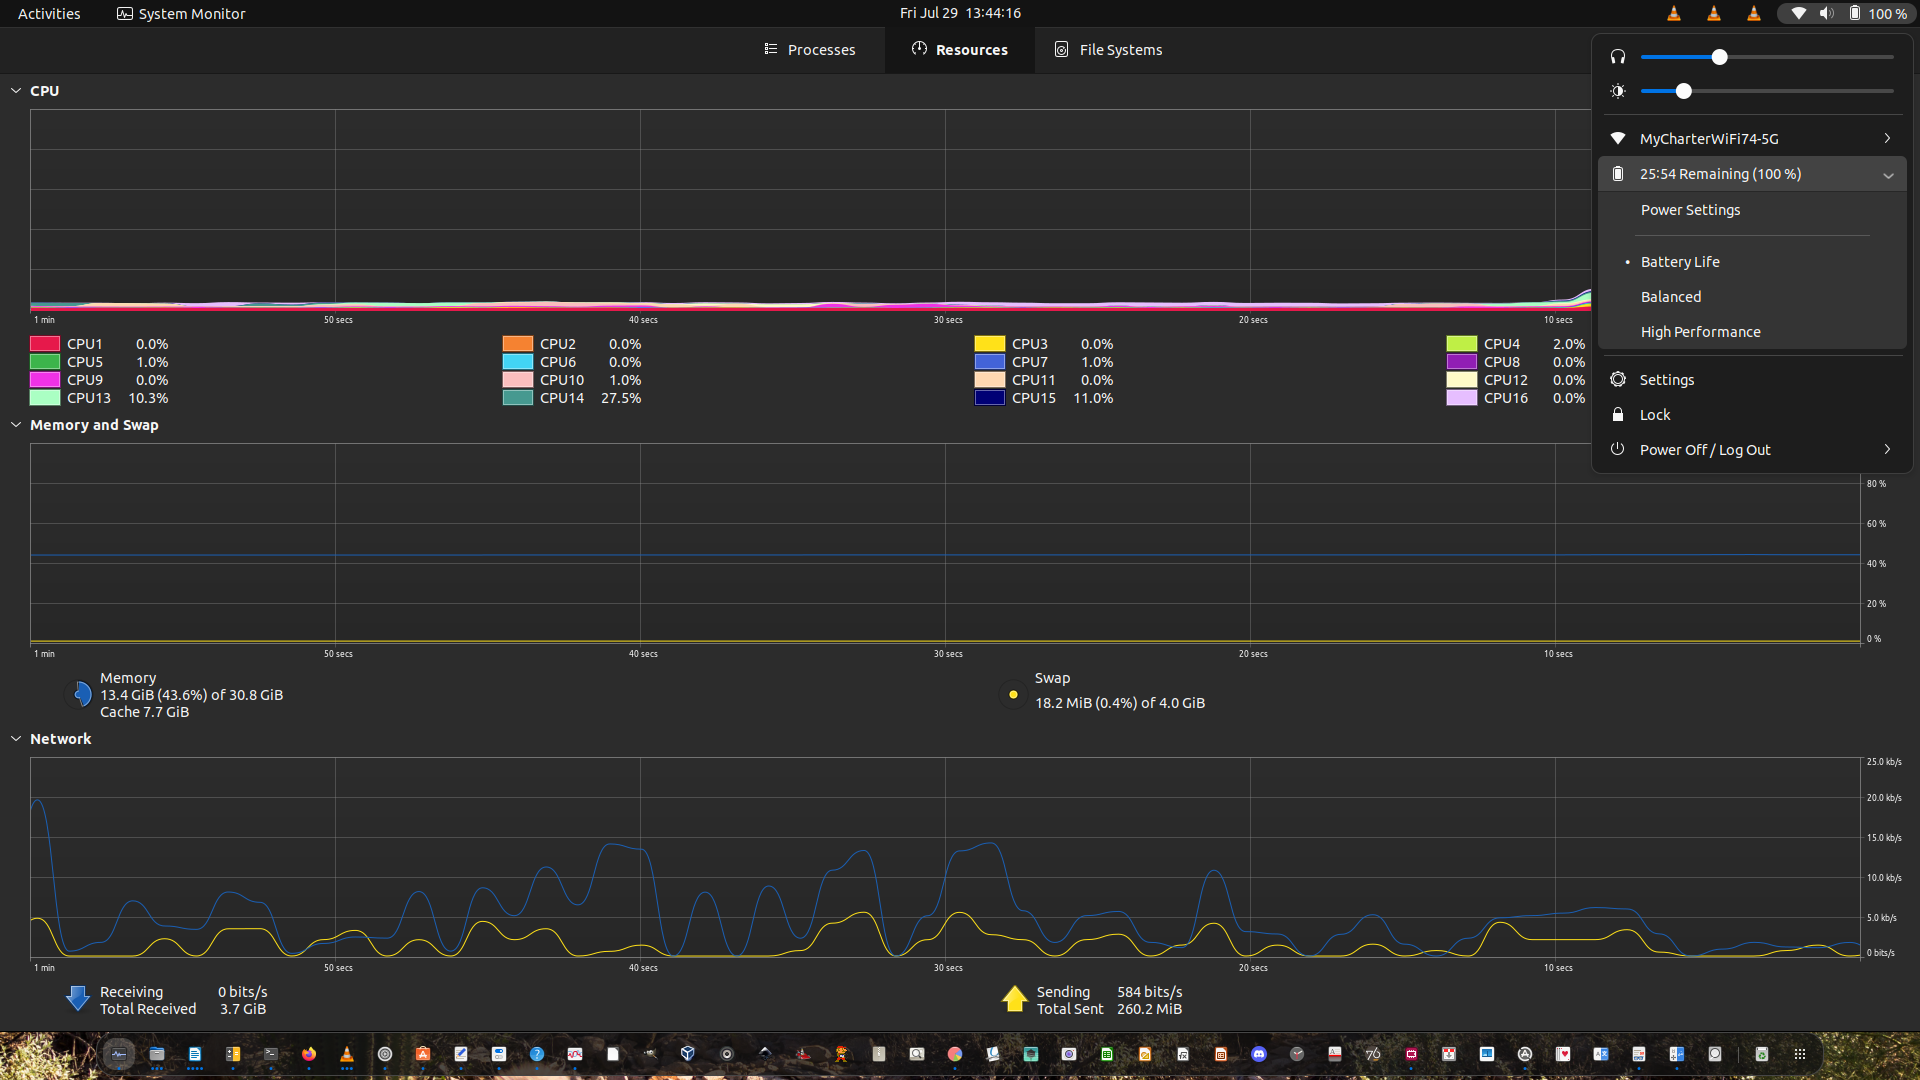 Activities
System Monitor
Fri Jul 29  13:44:16
100 %
Processes
Resources
File Systems
CPU
1 min
50 secs
40 secs
30 secs
20 secs
10 secs
CPU1 0.0%
CPU2 0.0%
CPU3 0.0%
CPU4 2.0%
CPU5 1.0%
CPU6 0.0%
CPU7 1.0%
CPU8 0.0%
CPU9 0.0%
CPU10 1.0%
CPU11 0.0%
CPU12 0.0%
CPU13 10.3%
CPU14 27.5%
CPU15 11.0%
CPU16 0.0%
MyCharterWiFi74-5G
25:54 Remaining (100 %)
Power Settings
Battery Life
Balanced
High Performance
Settings
Lock
Power Off / Log Out
Memory and Swap
80 %
60 %
40 %
20 %
0 %
1 min
50 secs
40 secs
30 secs
20 secs
10 secs
Memory
13.4 GiB (43.6%) of 30.8 GiB
Cache 7.7 GiB
Swap
18.2 MiB (0.4%) of 4.0 GiB
Network
25.0 kb/s
20.0 kb/s
15.0 kb/s
10.0 kb/s
5.0 kb/s
0 bits/s
1 min
50 secs
40 secs
30 secs
20 secs
10 secs
Receiving 0 bits/s
Total Received 3.7 GiB
Sending 584 bits/s
Total Sent 260.2 MiB
76